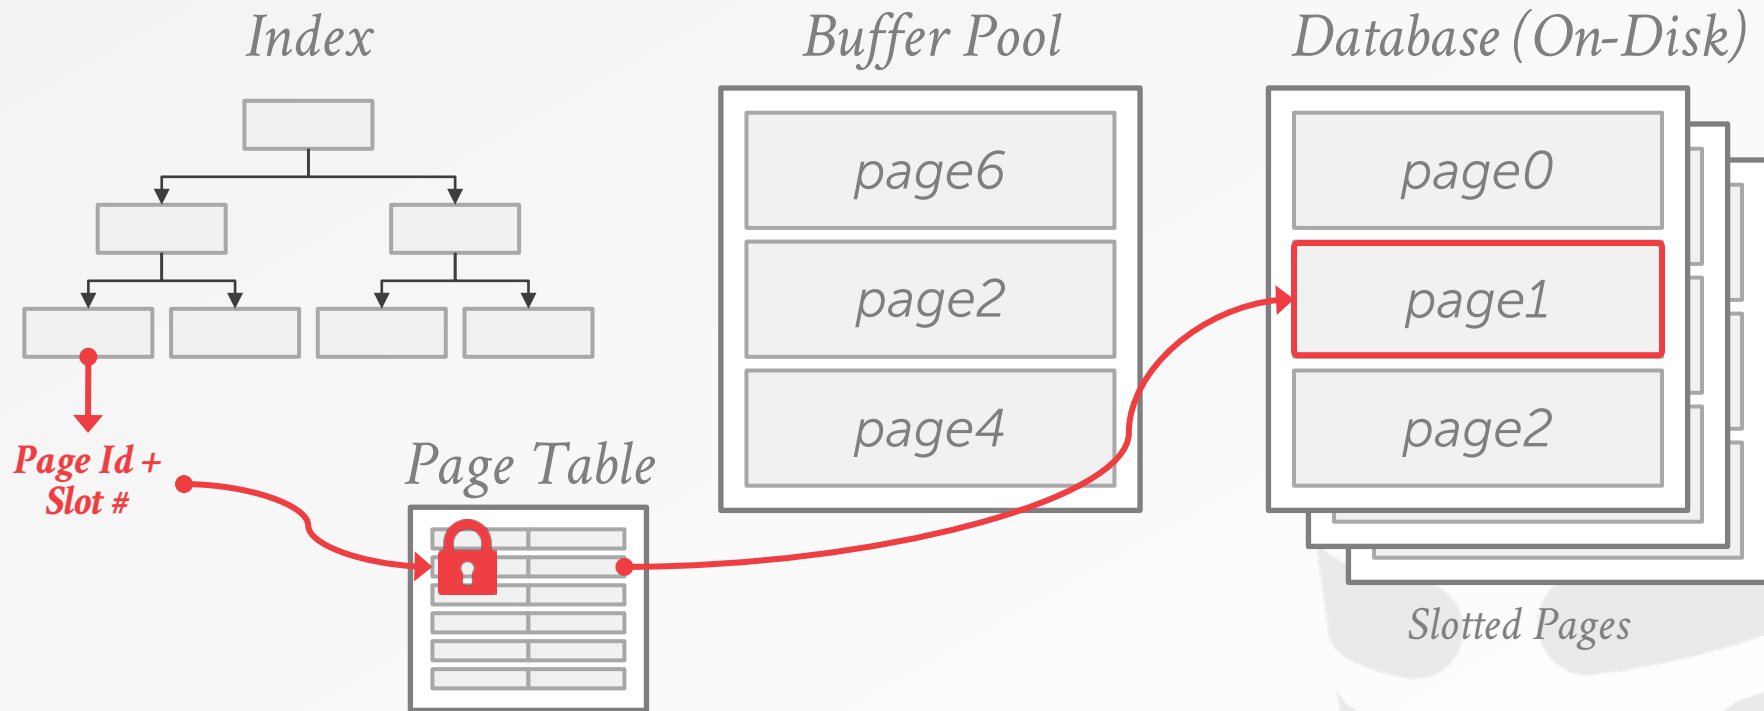 Index
Buffer Pool
Database (On-Disk)
page6
page0
page2
page1
page4
page2
Page Id +
Slot #
Page Table
Slotted Pages